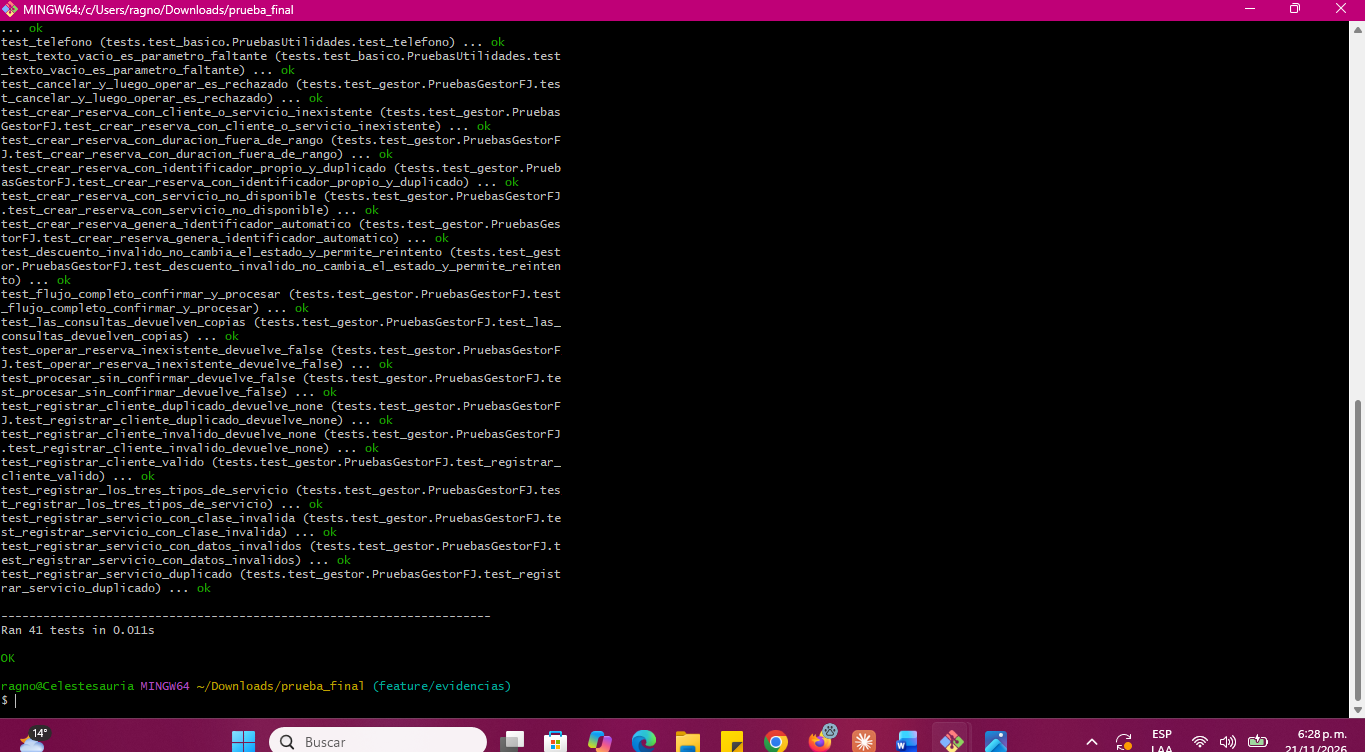 MINGW64:/c/Users/ragno/Downloads/prueba_final
... ok
test_telefono (tests.test_basico.PruebasUtilidades.test_telefono) ... ok
test_texto_vacio_es_parametro_faltante (tests.test_basico.PruebasUtilidades.test
_texto_vacio_es_parametro_faltante) ... ok
test_cancelar_y_luego_operar_es_rechazado (tests.test_gestor.PruebasGestorFJ.tes
t_cancelar_y_luego_operar_es_rechazado) ... ok
test_crear_reserva_con_cliente_o_servicio_inexistente (tests.test_gestor.Pruebas
GestorFJ.test_crear_reserva_con_cliente_o_servicio_inexistente) ... ok
test_crear_reserva_con_duracion_fuera_de_rango (tests.test_gestor.PruebasGestorF
J.test_crear_reserva_con_duracion_fuera_de_rango) ... ok
test_crear_reserva_con_identificador_propio_y_duplicado (tests.test_gestor.Prueb
asGestorFJ.test_crear_reserva_con_identificador_propio_y_duplicado) ... ok
test_crear_reserva_con_servicio_no_disponible (tests.test_gestor.PruebasGestorFJ
.test_crear_reserva_con_servicio_no_disponible) ... ok
test_crear_reserva_genera_identificador_automatico (tests.test_gestor.PruebasGes
torFJ.test_crear_reserva_genera_identificador_automatico) ... ok
test_descuento_invalido_no_cambia_el_estado_y_permite_reintento (tests.test_gest
or.PruebasGestorFJ.test_descuento_invalido_no_cambia_el_estado_y_permite_reinten
to) ... ok
test_flujo_completo_confirmar_y_procesar (tests.test_gestor.PruebasGestorFJ.test
_flujo_completo_confirmar_y_procesar) ... ok
test_las_consultas_devuelven_copias (tests.test_gestor.PruebasGestorFJ.test_las_
consultas_devuelven_copias) ... ok
test_operar_reserva_inexistente_devuelve_false (tests.test_gestor.PruebasGestorF
J.test_operar_reserva_inexistente_devuelve_false) ... ok
test_procesar_sin_confirmar_devuelve_false (tests.test_gestor.PruebasGestorFJ.te
st_procesar_sin_confirmar_devuelve_false) ... ok
test_registrar_cliente_duplicado_devuelve_none (tests.test_gestor.PruebasGestorF
J.test_registrar_cliente_duplicado_devuelve_none) ... ok
test_registrar_cliente_invalido_devuelve_none (tests.test_gestor.PruebasGestorFJ
.test_registrar_cliente_invalido_devuelve_none) ... ok
test_registrar_cliente_valido (tests.test_gestor.PruebasGestorFJ.test_registrar_
cliente_valido) ... ok
test_registrar_los_tres_tipos_de_servicio (tests.test_gestor.PruebasGestorFJ.tes
t_registrar_los_tres_tipos_de_servicio) ... ok
test_registrar_servicio_con_clase_invalida (tests.test_gestor.PruebasGestorFJ.te
st_registrar_servicio_con_clase_invalida) ... ok
test_registrar_servicio_con_datos_invalidos (tests.test_gestor.PruebasGestorFJ.t
est_registrar_servicio_con_datos_invalidos) ... ok
test_registrar_servicio_duplicado (tests.test_gestor.PruebasGestorFJ.test_regist
rar_servicio_duplicado) ... ok
----------------------------------------------------------------------
Ran 41 tests in 0.011s
OK
ragno@Celestesauria MINGW64 ~/Downloads/prueba_final (feature/evidencias)
$
14°
Buscar
ESP
LAA
6:28 p. m.
21/11/2026